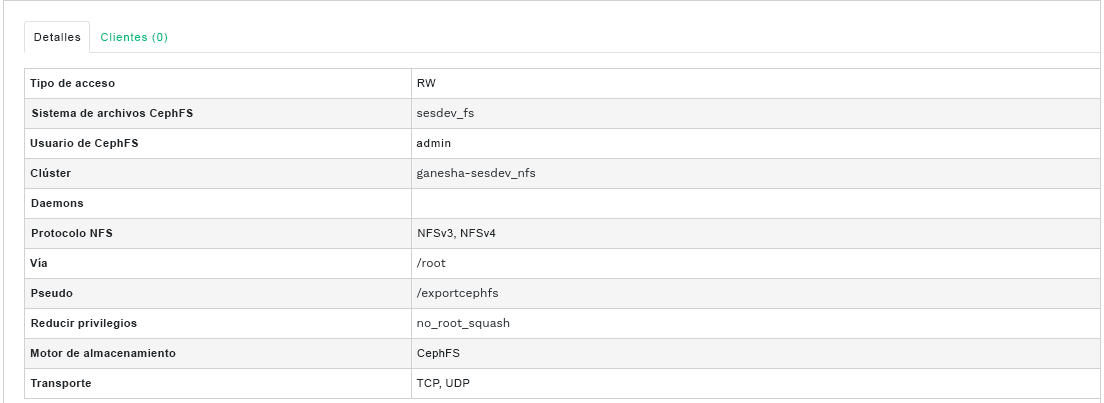 Detalles Clientes (0)
Tipo de acceso RW
Sistema de archivos CephFS sesdev_fs
Usuario de CephFS admin
Clúster ganesha-sesdev_nfs
Daemons
Protocolo NFS NFSv3, NFSv4
Vía /root
Pseudo /exportcephfs
Reducir privilegios no_root_squash
Motor de almacenamiento CephFS
Transporte TCP, UDP